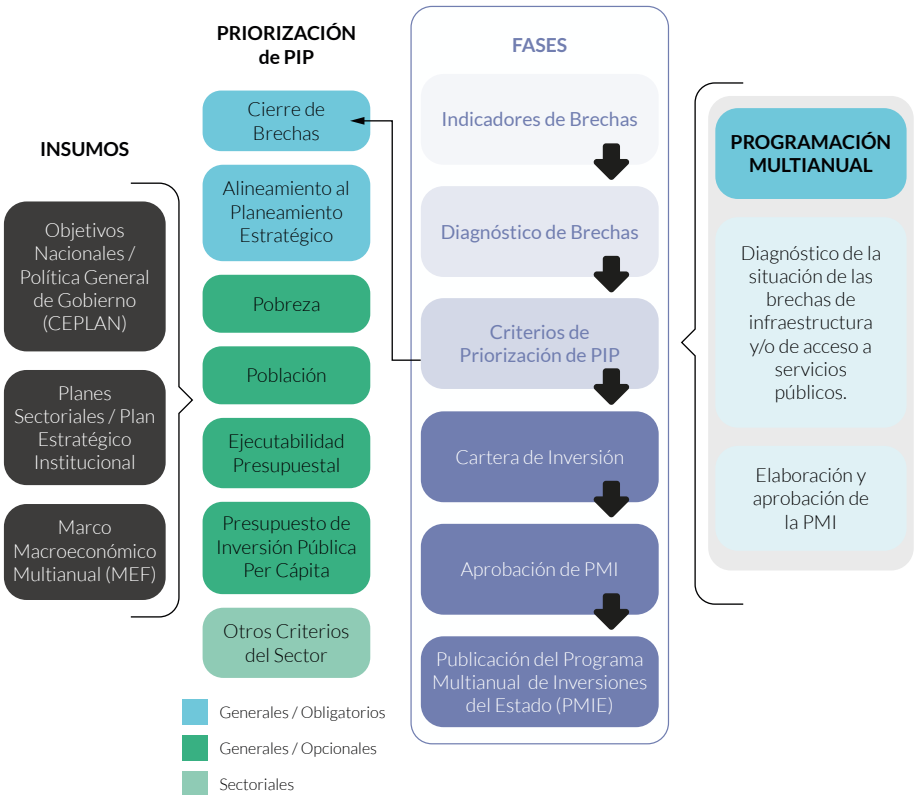 INSUMOS
Objetivos
Nacionales /
Política General
de Gobierno
(CEPLAN)
Planes
Sectoriales / Plan
Estratégico
Institucional
Marco
Macroeconómico
Multianual (MEF)
PRIORIZACIÓN
de PIP
Cierre de
Brechas
Alineamiento al
Planeamiento
Estratégico
Pobreza
Población
Ejecutabilidad
Presupuestal
Presupuesto de
Inversión Pública
Per Cápita
Otros Criterios
del Sector
Generales / Obligatorios
Generales / Opcionales
Sectoriales
FASES
Indicadores de Brechas
Diagnóstico de Brechas
Criterios de
Priorización de PIP
Cartera de Inversión
Aprobación de PMI
Publicación del Programa
Multianual de Inversiones
del Estado (PMIE)
PROGRAMACIÓN
MULTIANUAL
Diagnóstico de la
situación de las
brechas de
infraestructura
y/o de acceso a
servicios
públicos.
Elaboración y
aprobación de
la PMI